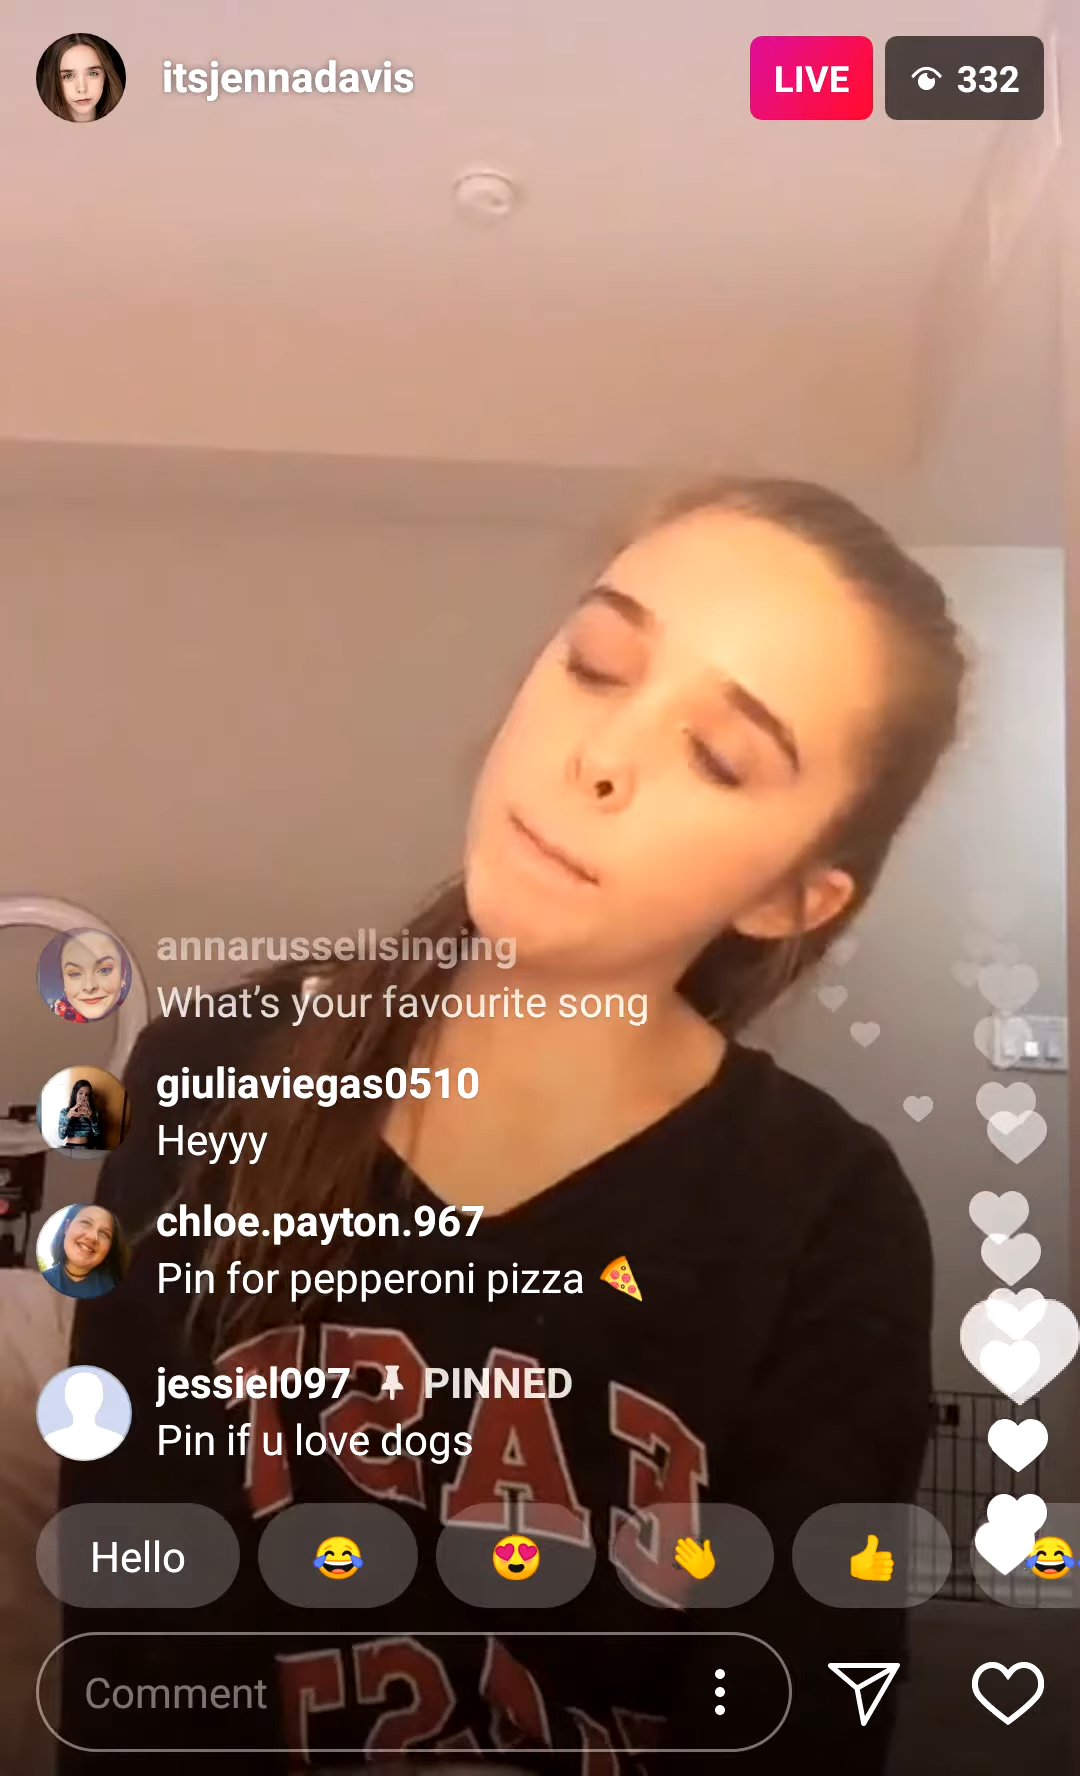 itsjennadavis
LIVE
332
annarussellsinging
What's your favourite song
giuliaviegas0510
Heyyy
chloe.payton.967
Pin for pepperoni pizza 🍕
jessiel097 PINNED
Pin if u love dogs
EAST
Hello 😂 😍 👋 👍 😂
Comment